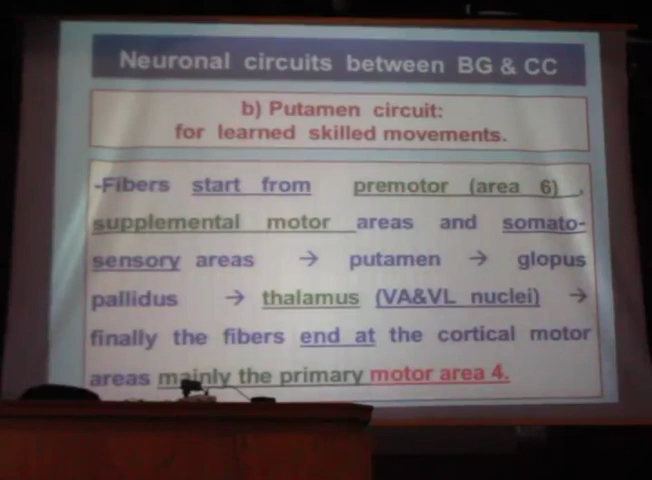 Neuronal circuits between BG & CC
b) Putamen circuit:
for learned skilled movements.
-Fibers start from premotor (area 6) ,
supplemental motor areas and somato-
sensory areas → putamen → glopus
pallidus → thalamus (VA&VL nuclei) →
finally the fibers end at the cortical motor
areas mainly the primary motor area 4.